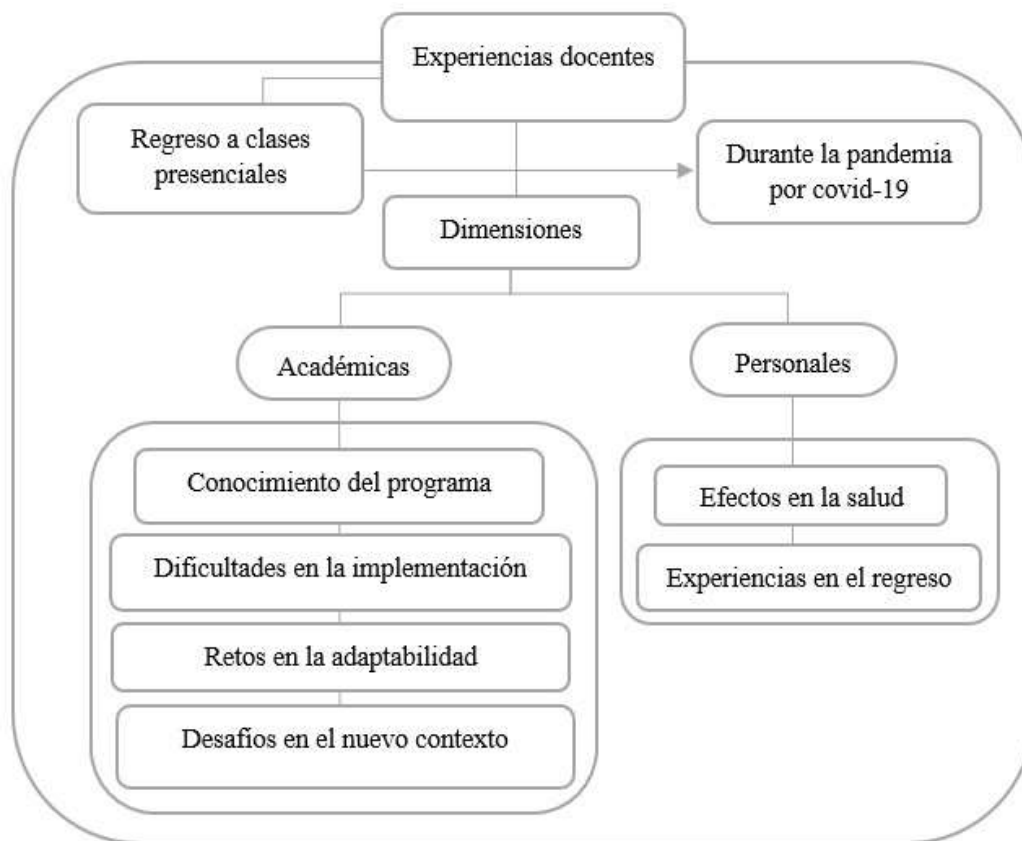 Experiencias docentes
Regreso a clases
presenciales
Durante la pandemia
por covid-19
Dimensiones
Académicas
Personales
Conocimiento del programa
Dificultades en la implementación
Retos en la adaptabilidad
Desafíos en el nuevo contexto
Efectos en la salud
Experiencias en el regreso